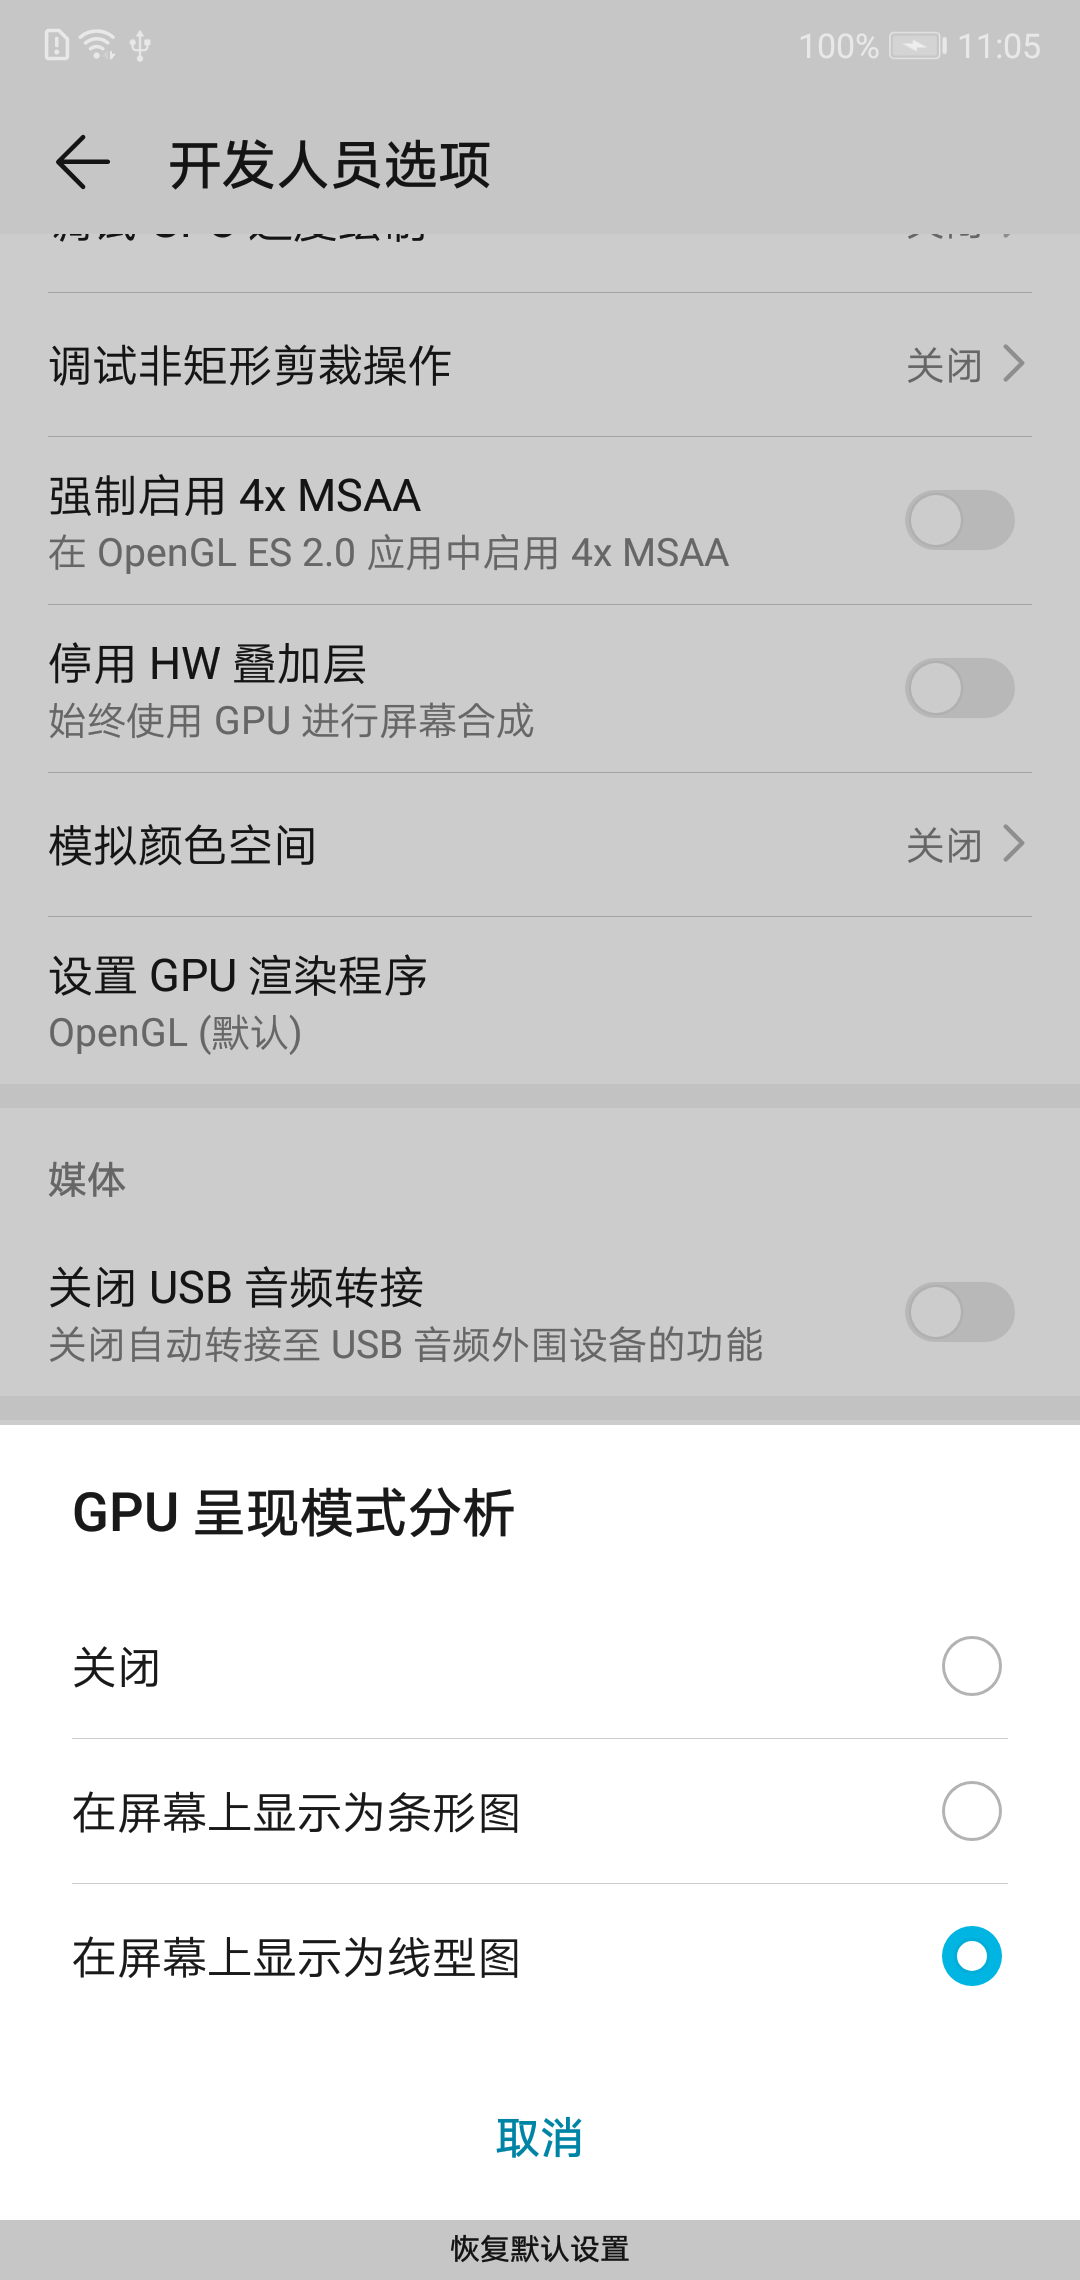 100% 11:05
开发人员选项
调试非矩形剪裁操作 关闭
强制启用 4x MSAA
在 OpenGL ES 2.0 应用中启用 4x MSAA
停用 HW 叠加层
始终使用 GPU 进行屏幕合成
模拟颜色空间 关闭
设置 GPU 渲染程序
OpenGL (默认)
媒体
关闭 USB 音频转接
关闭自动转接至 USB 音频外围设备的功能
GPU 呈现模式分析
关闭
在屏幕上显示为条形图
在屏幕上显示为线型图
取消
恢复默认设置